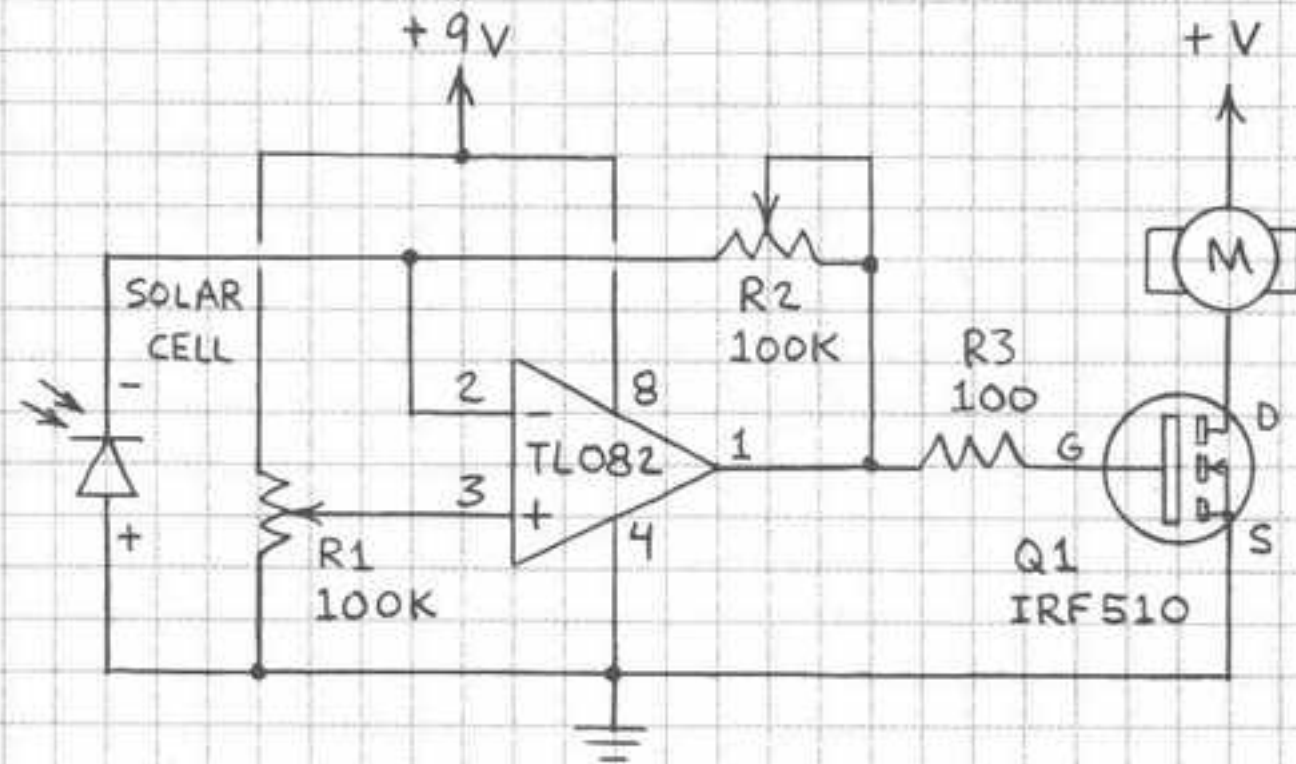 +9V
+V
SOLAR
CELL
-
+
R1
100K
2
3
-
+
TL082
8
4
1
R2
100K
R3
100
G
M
D
S
Q1
IRF510